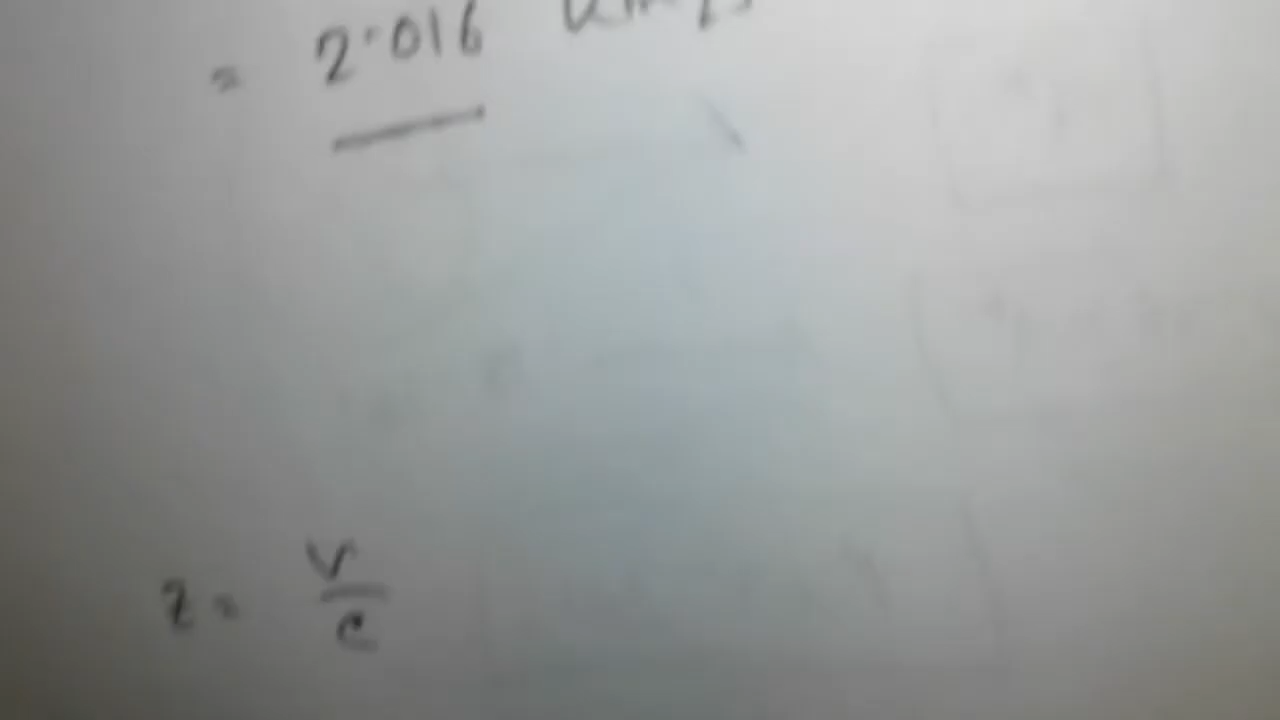 = 2.016
z = v/c